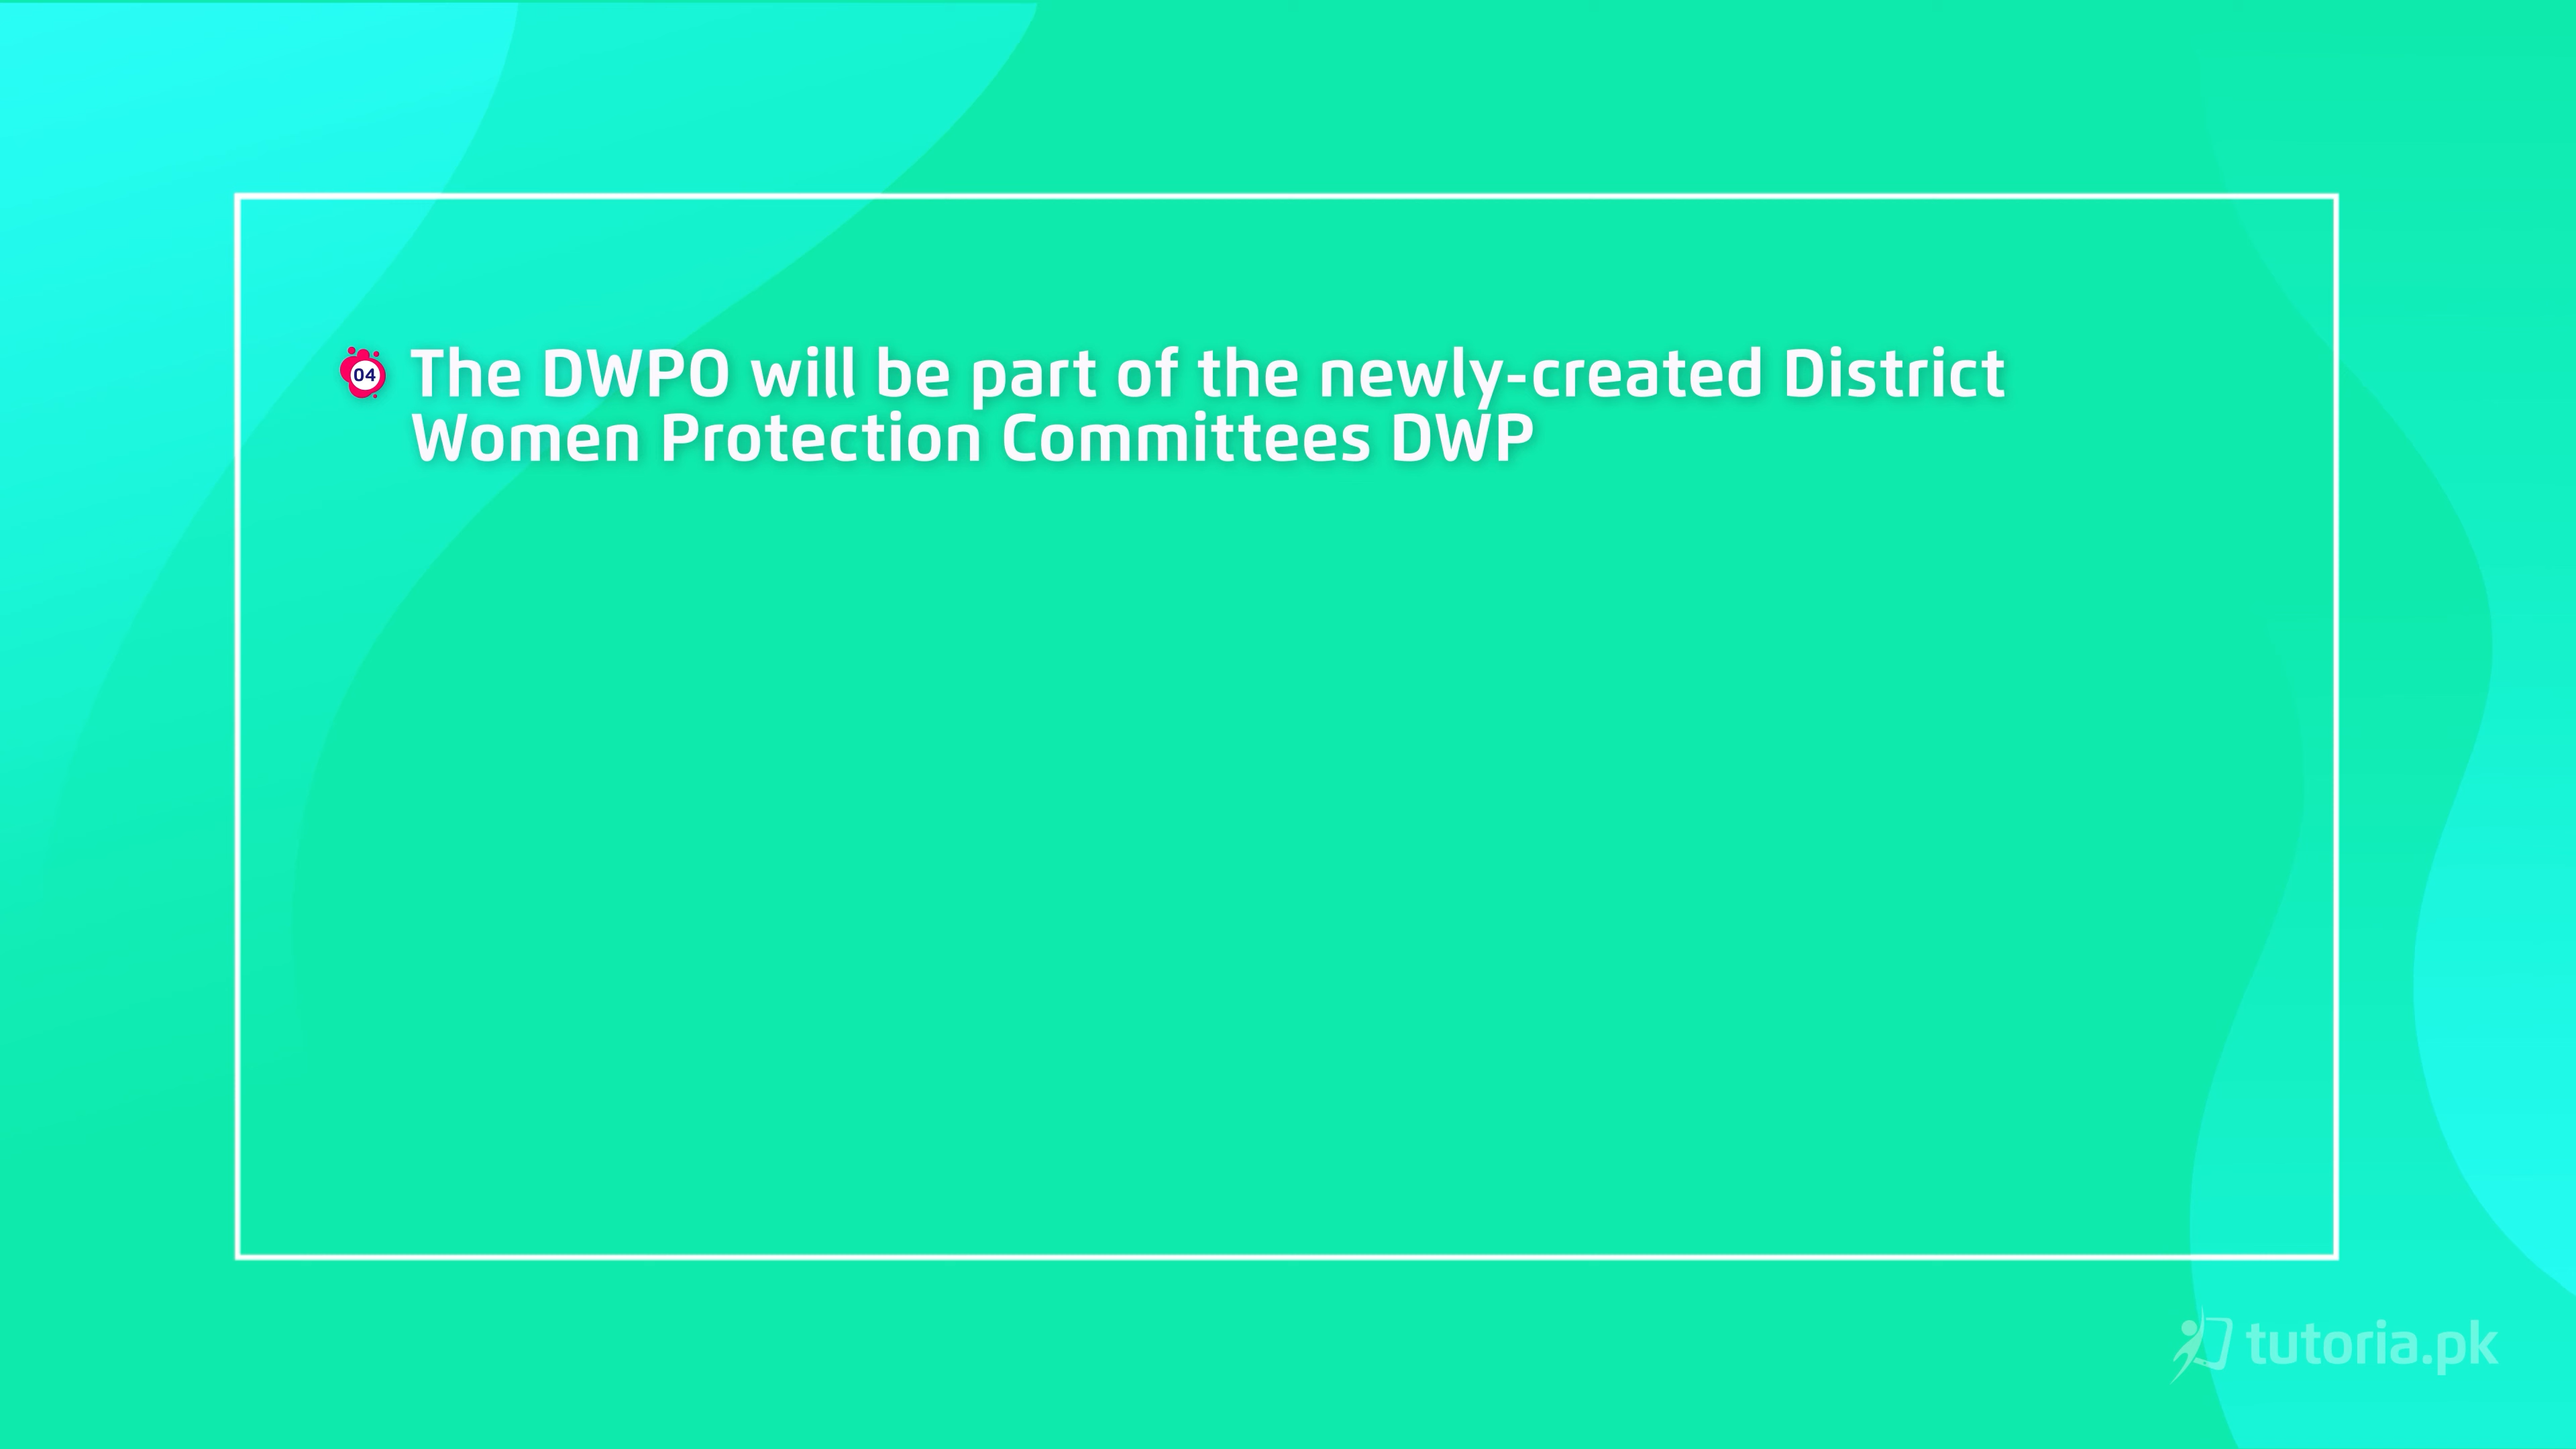 04 The DWPO will be part of the newly-created District
Women Protection Committees DWP
tutoria.pk